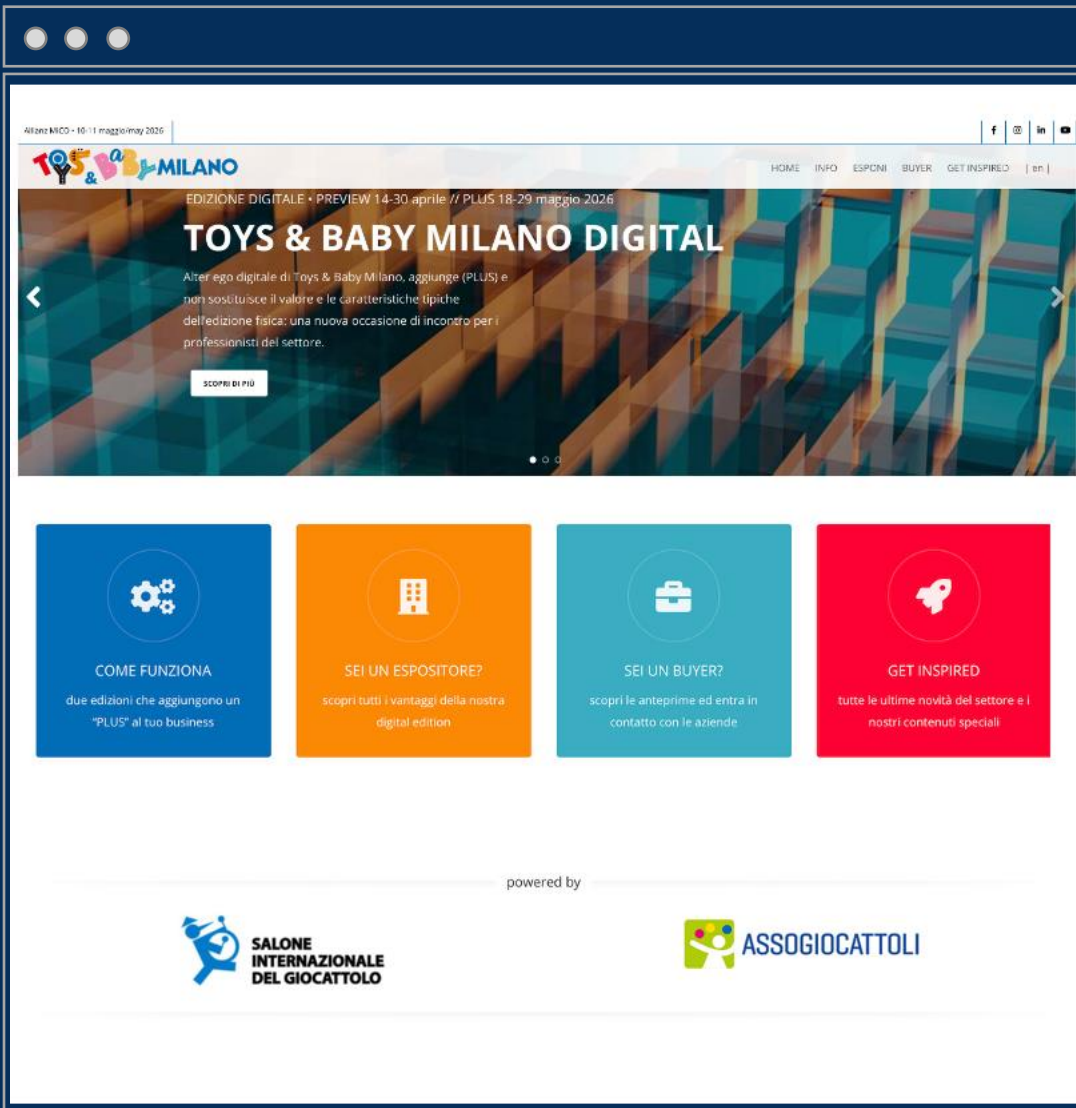 Allianz MiCO • 10-11 maggio/may 2026
TOYS & BaBy MILANO
HOME INFO ESPONI BUYER GET INSPIRED | en |
EDIZIONE DIGITALE • PREVIEW 14-30 aprile // PLUS 18-29 maggio 2026
TOYS & BABY MILANO DIGITAL
Alter ego digitale di Toys & Baby Milano, aggiunge (PLUS) e
non sostituisce il valore e le caratteristiche tipiche
dell'edizione fisica: una nuova occasione di incontro per i
professionisti del settore.
SCOPRI DI PIÙ
COME FUNZIONA
due edizioni che aggiungono un
"PLUS" al tuo business
SEI UN ESPOSITORE?
scopri tutti i vantaggi della nostra
digital edition
SEI UN BUYER?
scopri le anteprime ed entra in
contatto con le aziende
GET INSPIRED
tutte le ultime novità del settore e i
nostri contenuti speciali
powered by
SALONE
INTERNAZIONALE
DEL GIOCATTOLO
ASSOGIOCATTOLI